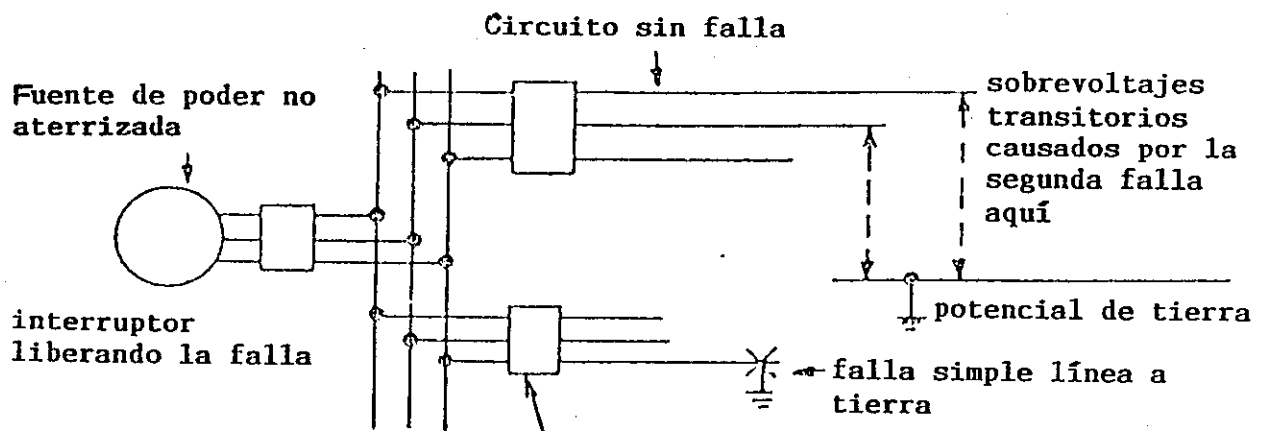 Circuito sin falla
Fuente de poder no
aterrizada
sobrevoltajes
transitorios
causados por la
segunda falla
aquí
potencial de tierra
interruptor
liberando la falla
falla simple línea a
tierra